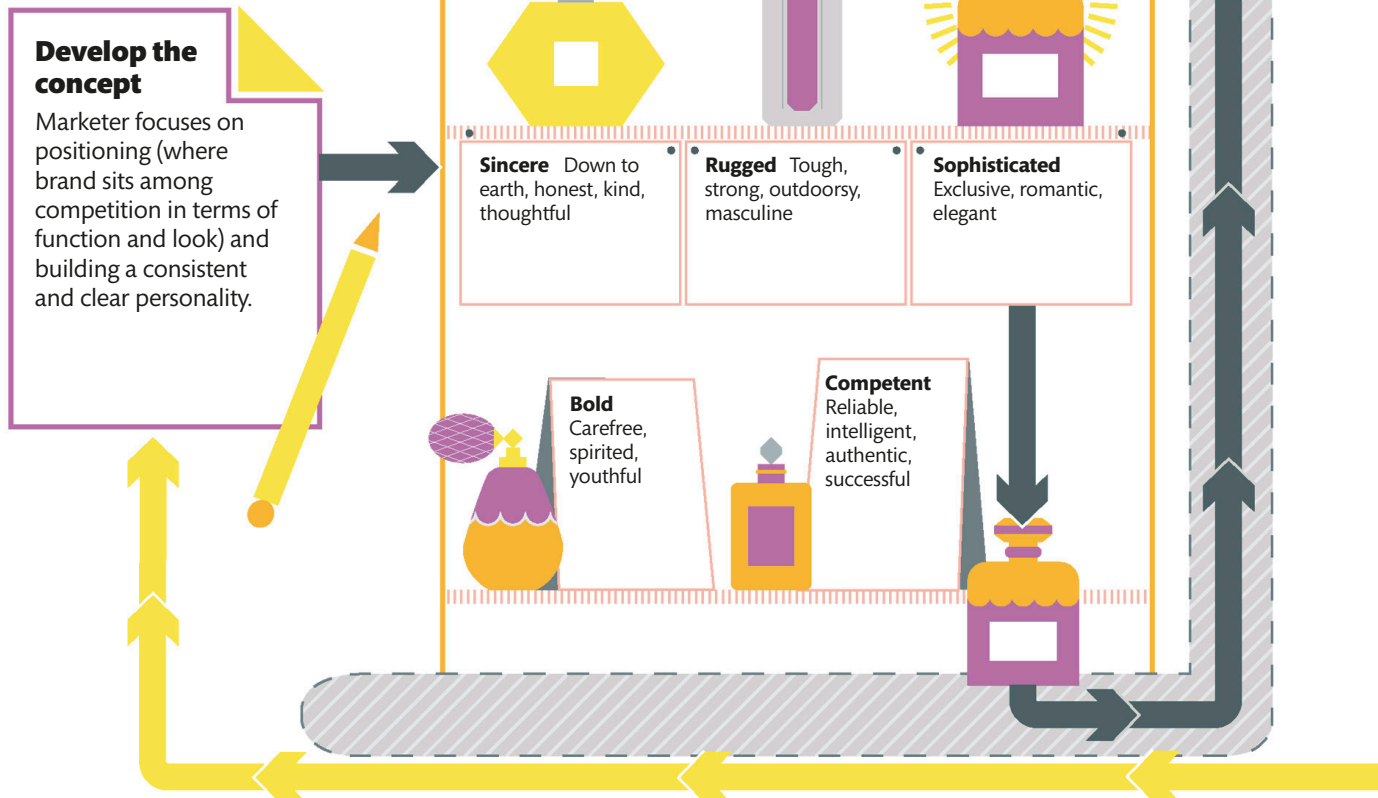 Develop the
concept
Marketer focuses on
positioning (where
brand sits among
competition in terms of
function and look) and
building a consistent
and clear personality.
Sincere Down to
earth, honest, kind,
thoughtful
Rugged Tough,
strong, outdoorsy,
masculine
Sophisticated
Exclusive, romantic,
elegant
Bold
Carefree,
spirited,
youthful
Competent
Reliable,
intelligent,
authentic,
successful